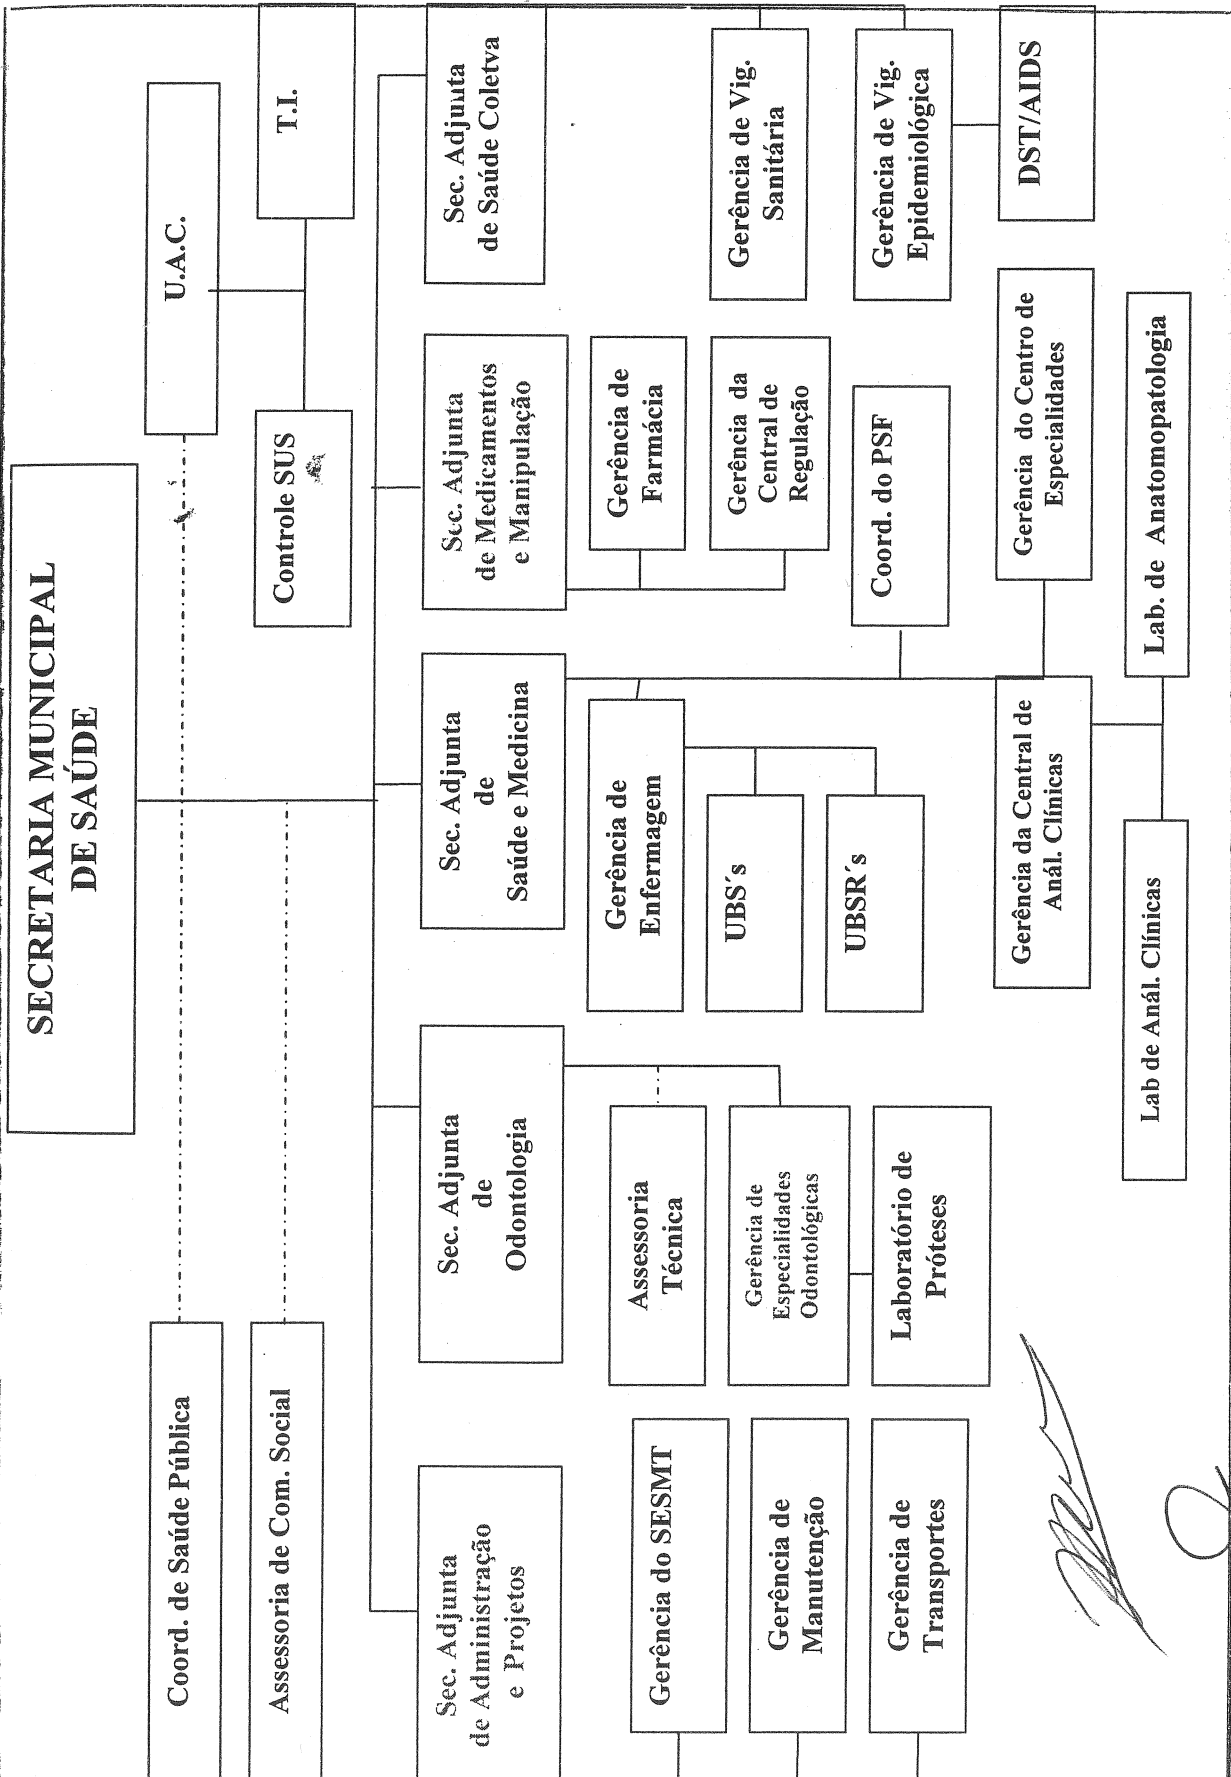 SECRETARIA MUNICIPAL
DE SAÚDE
Coord. de Saúde Pública
U.A.C.
Assessoria de Com. Social
Controle SUS
T.I.
Sec. Adjunta
de Administração
e Projetos
Sec. Adjunta
de
Odontologia
Sec. Adjunta
de
Saúde e Medicina
Sec. Adjunta
de Medicamentos
e Manipulação
Sec. Adjunta
de Saúde Coletva
Gerência do SESMT
Gerência de
Manutenção
Gerência de
Transportes
Assessoria
Técnica
Gerência de
Especialidades
Odontológicas
Laboratório de
Próteses
Gerência de
Enfermagem
UBS´s
UBSR´s
Gerência de
Farmácia
Gerência da
Central de
Regulação
Coord. do PSF
Gerência de Vig.
Sanitária
Gerência de Vig.
Epidemiológica
DST/AIDS
Gerência da Central de
Anál. Clínicas
Gerência do Centro de
Especialidades
Lab de Anál. Clínicas
Lab. de Anatomopatologia